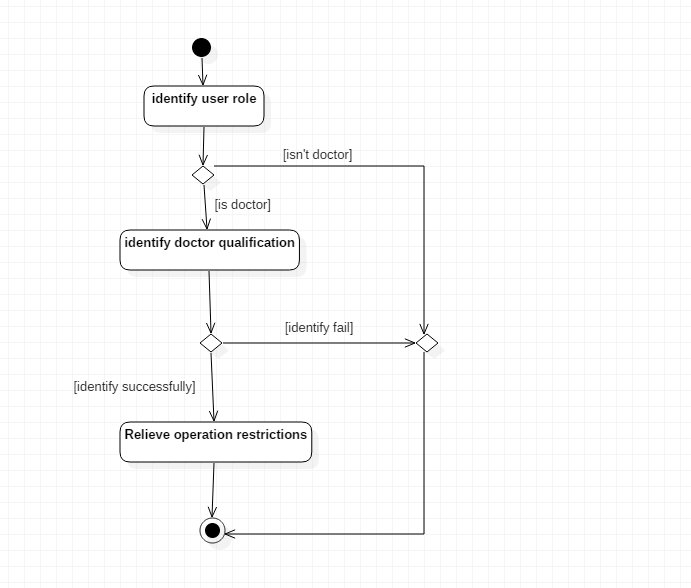 identify user role
[isn't doctor]
[is doctor]
identify doctor qualification
[identify fail]
[identify successfully]
Relieve operation restrictions